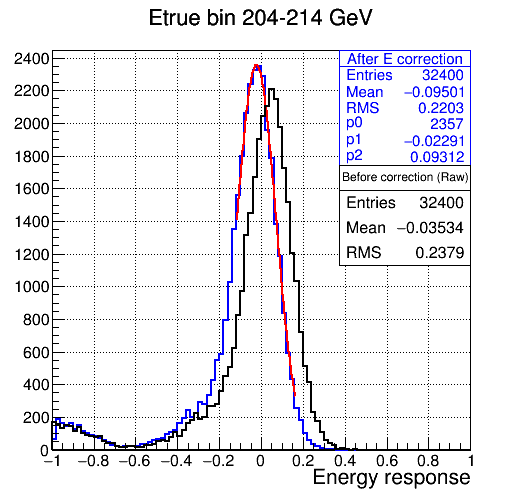 Etrue bin 204-214 GeV
After E correction
Entries 32400
Mean −0.09501
RMS 0.2203
p0 2357
p1 −0.02291
p2 0.09312
Before correction (Raw)
Entries 32400
Mean −0.03534
RMS 0.2379
2400
2200
2000
1800
1600
1400
1200
1000
800
600
400
200
0
−1 −0.8 −0.6 −0.4 −0.2 0 0.2 0.4 0.6 0.8 1
Energy response